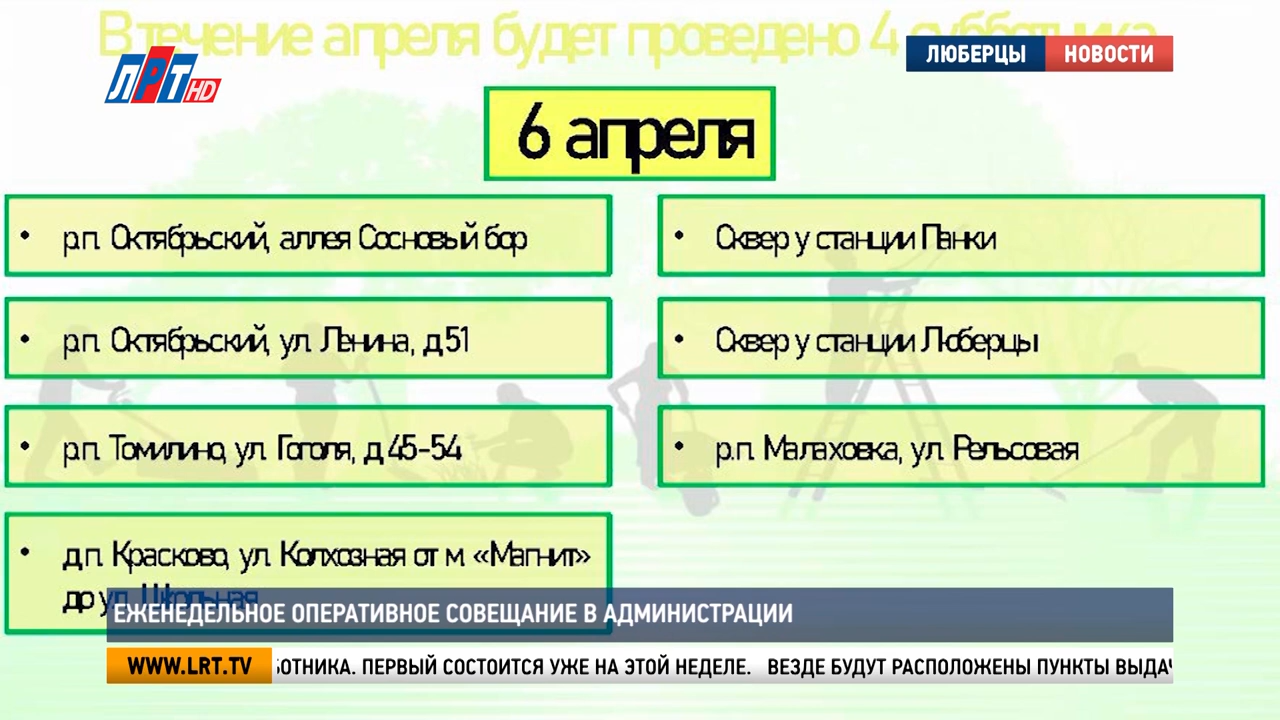 В течение апреля будет проведено 4 субботника
ЛРТ HD
ЛЮБЕРЦЫ НОВОСТИ
6 апреля
• р.п. Октябрьский, аллея Сосновый бор
• Сквер у станции Панки
• р.п. Октябрьский, ул. Ленина, д.51
• Сквер у станции Люберцы
• р.п. Томилино, ул. Гоголя, д.45-54
• р.п. Малаховка, ул. Рельсовая
• д.п. Красково, ул. Колхозная от м. «Магнит»
до ул. Школьная
ЕЖЕНЕДЕЛЬНОЕ ОПЕРАТИВНОЕ СОВЕЩАНИЕ В АДМИНИСТРАЦИИ
WWW.LRT.TV
БОТНИКА. ПЕРВЫЙ СОСТОИТСЯ УЖЕ НА ЭТОЙ НЕДЕЛЕ. ВЕЗДЕ БУДУТ РАСПОЛОЖЕНЫ ПУНКТЫ ВЫДАЧ